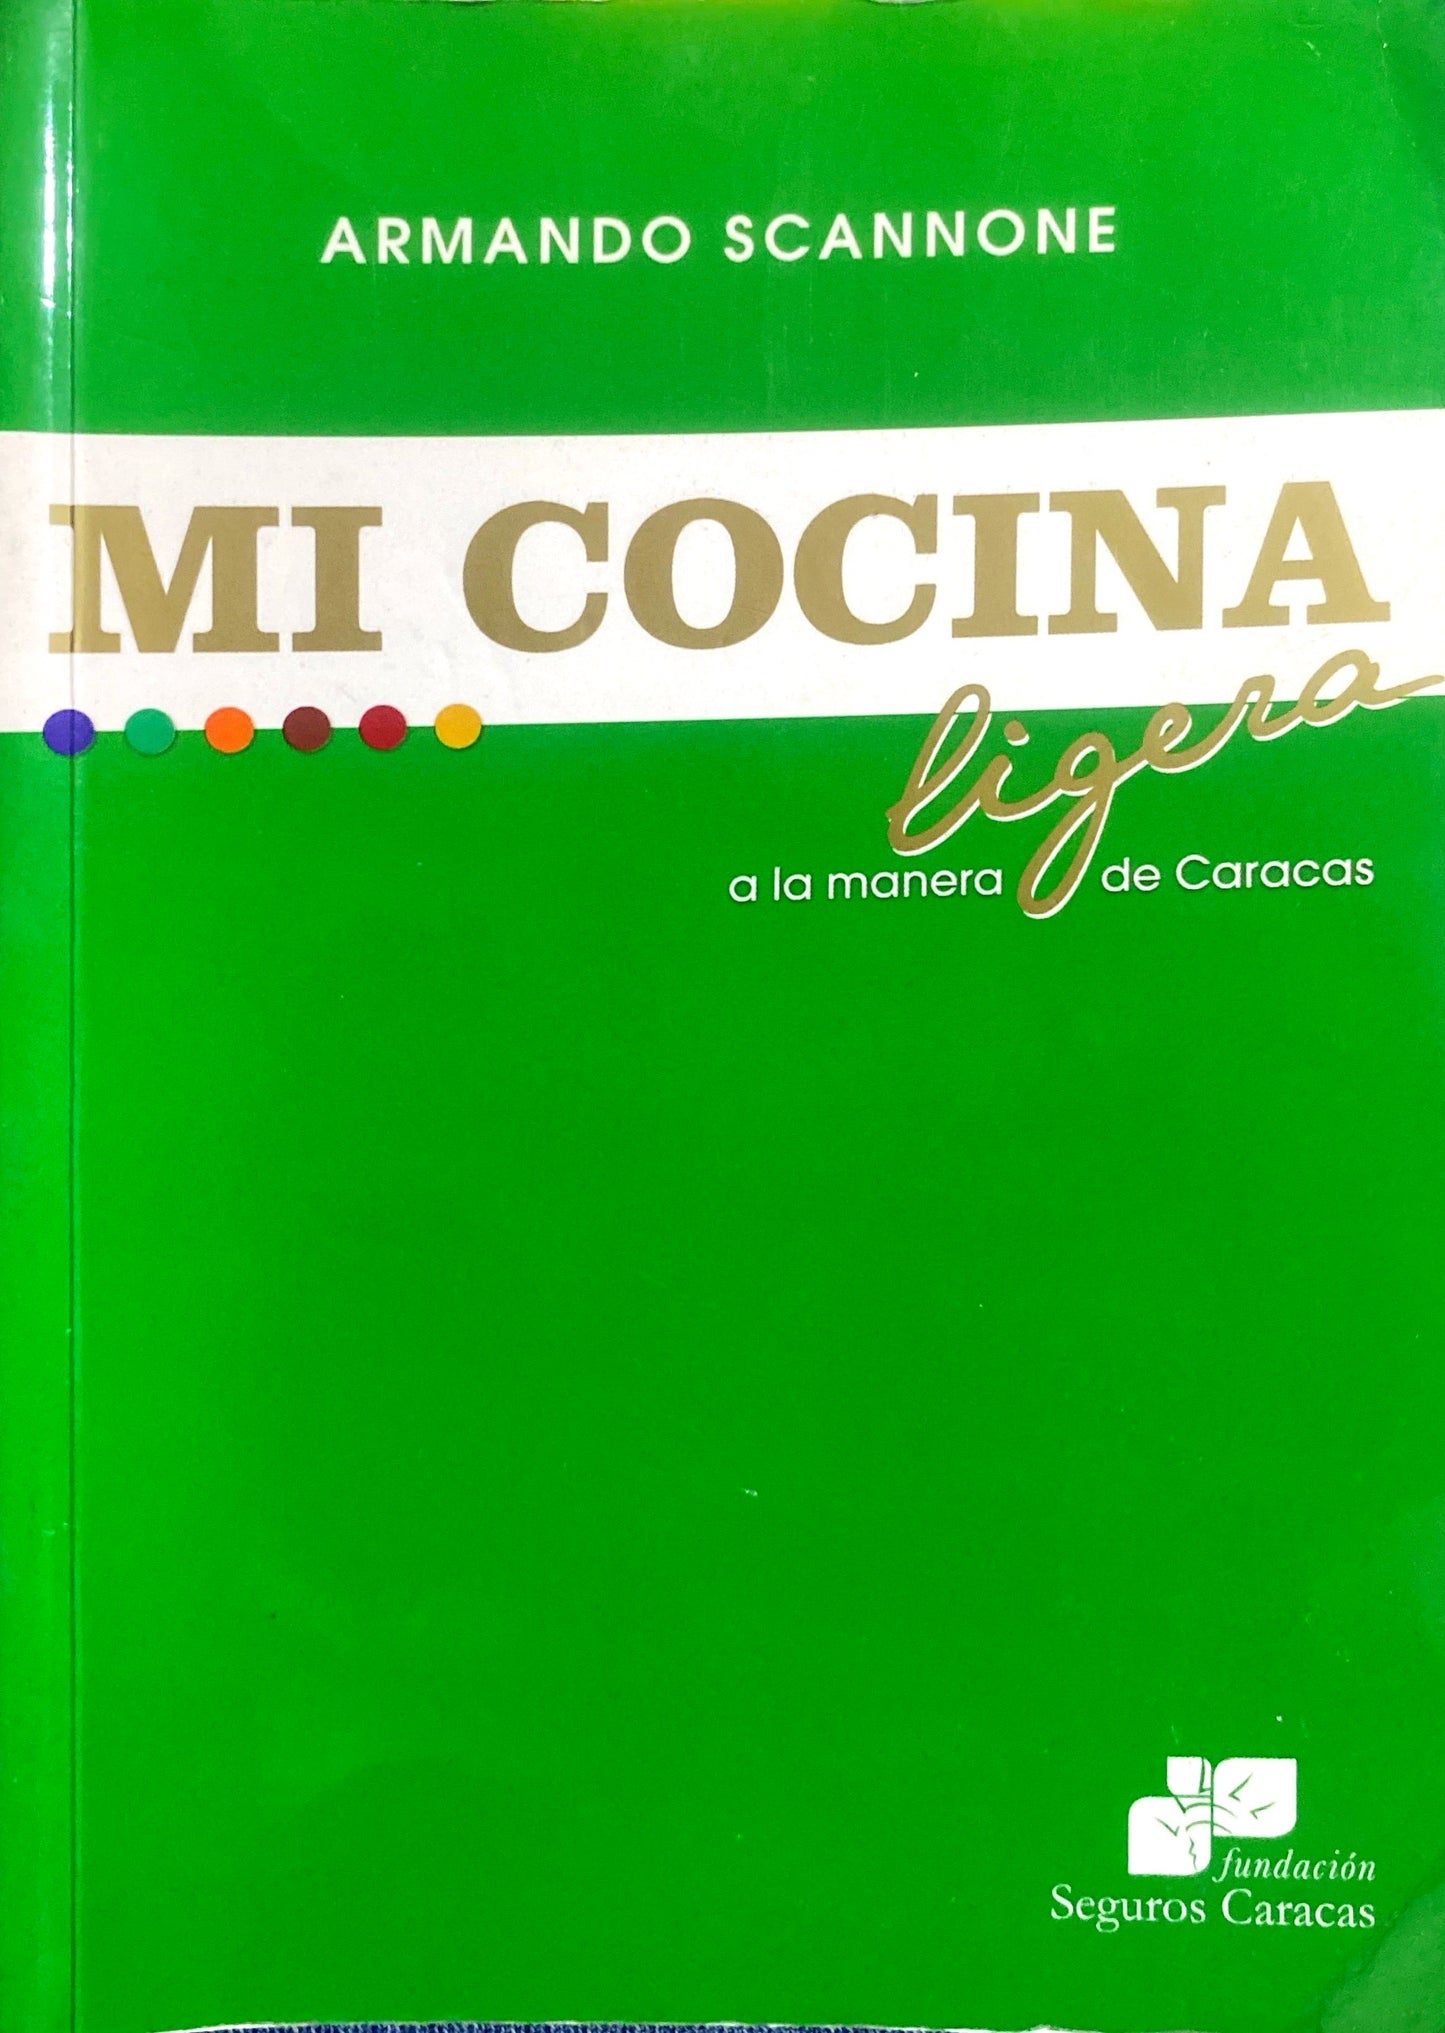 ARMANDO SCANNONE
MI COCINA
ligera
a la manera de Caracas
fundación
Seguros Caracas